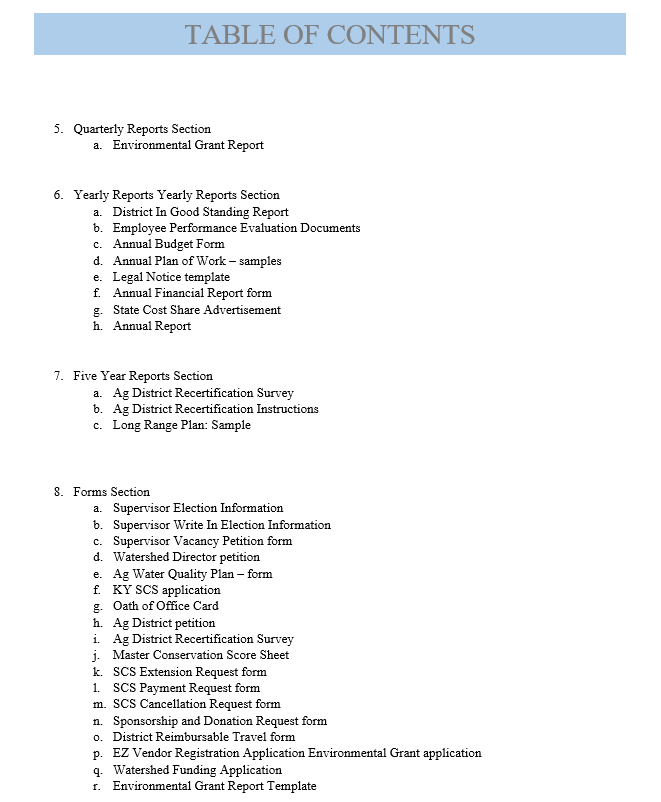 TABLE OF CONTENTS
5. Quarterly Reports Section
a. Environmental Grant Report
6. Yearly Reports Yearly Reports Section
a. District In Good Standing Report
b. Employee Performance Evaluation Documents
c. Annual Budget Form
d. Annual Plan of Work – samples
e. Legal Notice template
f. Annual Financial Report form
g. State Cost Share Advertisement
h. Annual Report
7. Five Year Reports Section
a. Ag District Recertification Survey
b. Ag District Recertification Instructions
c. Long Range Plan: Sample
8. Forms Section
a. Supervisor Election Information
b. Supervisor Write In Election Information
c. Supervisor Vacancy Petition form
d. Watershed Director petition
e. Ag Water Quality Plan – form
f. KY SCS application
g. Oath of Office Card
h. Ag District petition
i. Ag District Recertification Survey
j. Master Conservation Score Sheet
k. SCS Extension Request form
l. SCS Payment Request form
m. SCS Cancellation Request form
n. Sponsorship and Donation Request form
o. District Reimbursable Travel form
p. EZ Vendor Registration Application Environmental Grant application
q. Watershed Funding Application
r. Environmental Grant Report Template